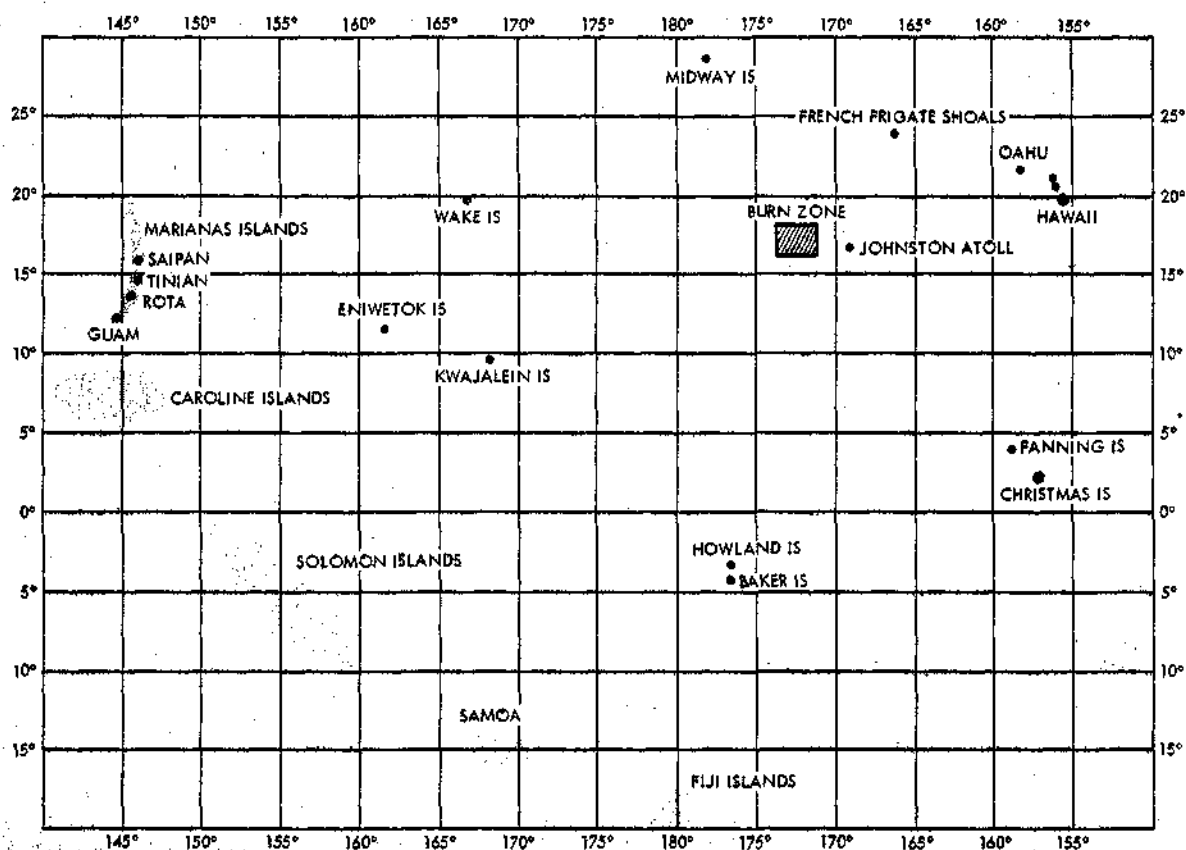 145° 150° 155° 160° 165° 170° 175° 180° 175° 170° 165° 160° 155°
MIDWAY IS
25° 25°
FRENCH FRIGATE SHOALS
OAHU
20° 20°
WAKE IS
BURN ZONE
HAWAII
MARIANAS ISLANDS
JOHNSTON ATOLL
SAIPAN
15° 15°
TINIAN
ROTA
ENIWETOK IS
GUAM
10° 10°
KWAJALEIN IS
CAROLINE ISLANDS
5° 5°
FANNING IS
CHRISTMAS IS
0° 0°
HOWLAND IS
SOLOMON ISLANDS
BAKER IS
5° 5°
10° 10°
SAMOA
15° 15°
FIJI ISLANDS
145° 150° 155° 160° 165° 170° 175° 180° 175° 170° 165° 160° 155°